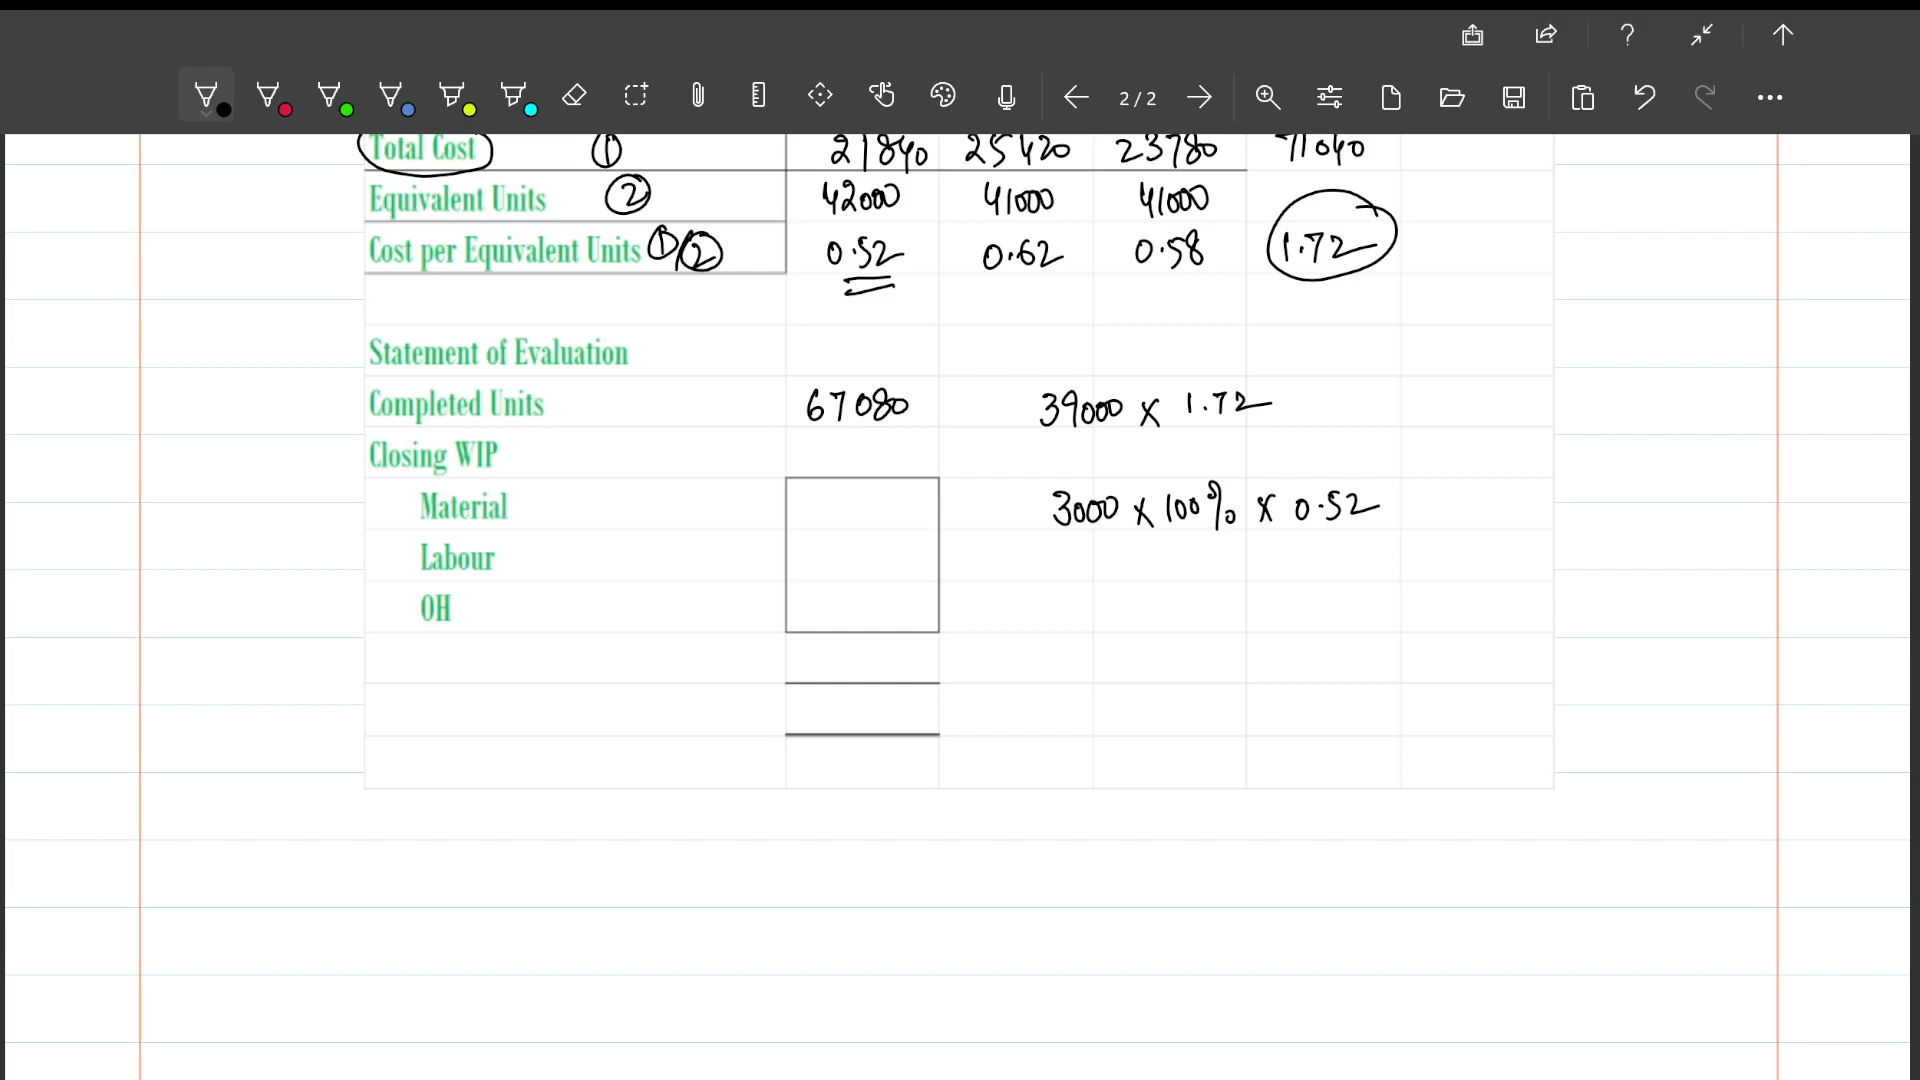 2/2
Total Cost ① 21840 25420 23780 71040
Equivalent Units ② 42000 41000 41000
Cost per Equivalent Units ①/② 0.52 0.62 0.58 1.72
Statement of Evaluation
Completed Units 67080 39000 x 1.72
Closing WIP
Material 3000 x 100% x 0.52
Labour
OH